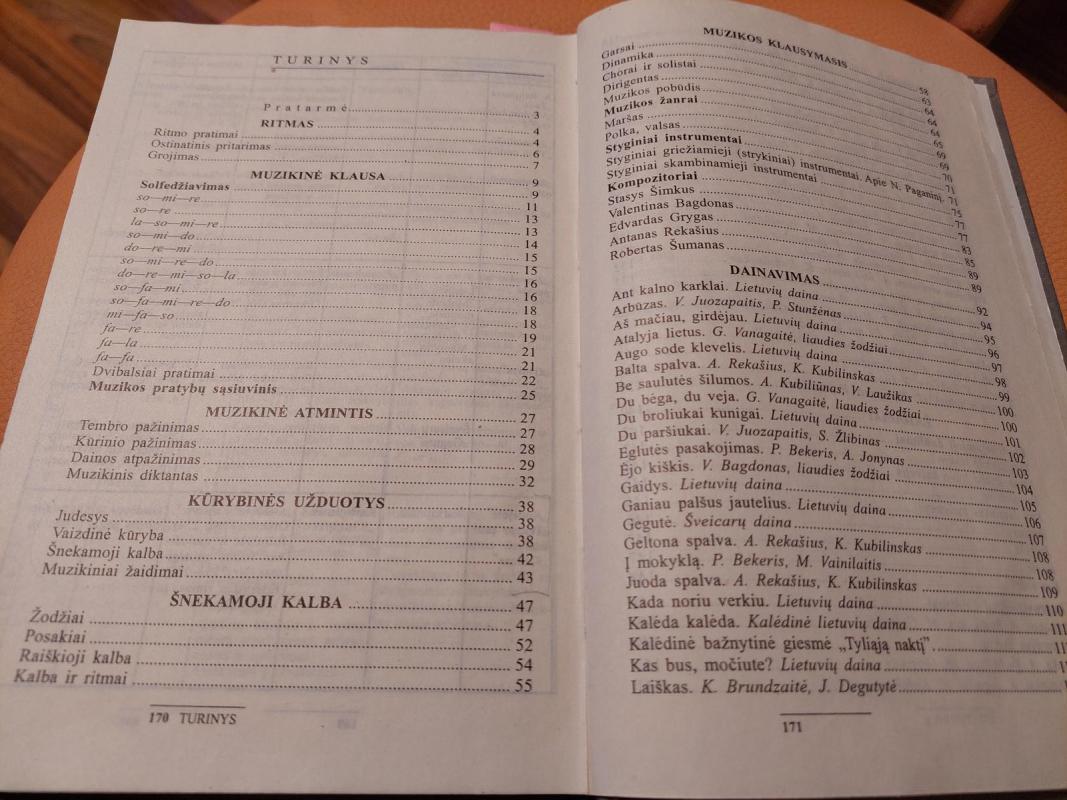 TURINYS
Pratarmė 3
RITMAS 4
Ritmo pratimai 4
Ostinatinis pritarimas 6
Grojimas 7
MUZIKINĖ KLAUSA 9
Solfedžiavimas 9
so—mi—re 11
so—re 13
la—so—mi—re 13
so—mi—do 14
do—re—mi 15
so—mi—re—do 15
do—re—mi—so—la 16
so—fa—mi 16
so—fa—mi—re—do 18
mi—fa—so 18
fa—re 19
fa—la 21
fa—fa 21
Dvibalsiai pratimai 22
Muzikos pratybų sąsiuvinis 25
MUZIKINĖ ATMINTIS 27
Tembro pažinimas 27
Kūrinio pažinimas 28
Dainos atpažinimas 29
Muzikinis diktantas 32
KŪRYBINĖS UŽDUOTYS 38
Judesys 38
Vaizdinė kūryba 38
Šnekamoji kalba 42
Muzikiniai žaidimai 43
ŠNEKAMOJI KALBA 47
Žodžiai 47
Posakiai 52
Raiškioji kalba 54
Kalba ir ritmai 55
170 TURINYS
MUZIKOS KLAUSYMASIS 58
Garsai 63
Dinamika 64
Chorai ir solistai 64
Dirigentas 64
Muzikos pobūdis 65
Muzikos žanrai 69
Maršas 69
Polka, valsas 70
Styginiai instrumentai 71
Styginiai griežiamieji (strykiniai) instrumentai. Apie N. Paganinį. 71
Styginiai skambinamieji instrumentai 75
Kompozitoriai 77
Stasys Šimkus 77
Valentinas Bagdonas 83
Edvardas Grygas 85
Antanas Rekašius 89
Robertas Šumanas 89
DAINAVIMAS 92
Ant kalno karklai. Lietuvių daina 94
Arbūzas. V. Juozapaitis, P. Stunžėnas 95
Aš mačiau, girdėjau. Lietuvių daina 96
Atalyja lietus. G. Vanagaitė, liaudies žodžiai 97
Augo sode klevelis. Lietuvių daina 98
Balta spalva. A. Rekašius, K. Kubilinskas 99
Be saulutės šilumos. A. Kubiliūnas, V. Laužikas 100
Du bėga, du veja. G. Vanagaitė, liaudies žodžiai 100
Du broliukai kunigai. Lietuvių daina 101
Du paršiukai. V. Juozapaitis, S. Žlibinas 102
Eglutės pasakojimas. P. Bekeris, A. Jonynas 103
Ėjo kiškis. V. Bagdonas, liaudies žodžiai 104
Gaidys. Lietuvių daina 105
Ganiau palšus jautelius. Lietuvių daina 106
Gegutė. Šveicarų daina 107
Geltona spalva. A. Rekašius, K. Kubilinskas 108
Į mokyklą. P. Bekeris, M. Vainilaitis 108
Juoda spalva. A. Rekašius, K. Kubilinskas 109
Kada noriu verkiu. Lietuvių daina 110
Kalėda kalėda. Kalėdinė lietuvių daina 111
Kalėdinė bažnytinė giesmė „Tyliąją naktį”
Kas bus, močiute? Lietuvių daina
Laiškas. K. Brundzaitė, J. Degutytė
171